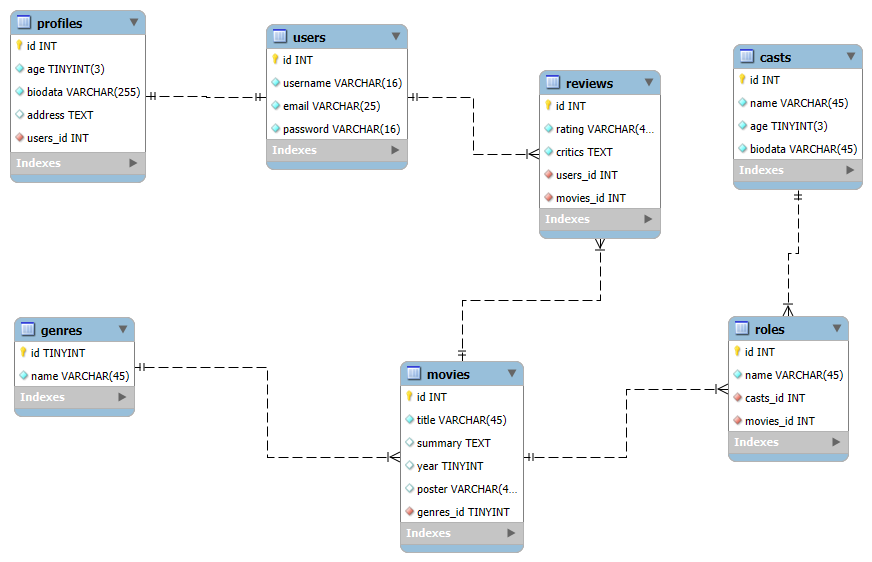 profiles
id INT
age TINYINT(3)
biodata VARCHAR(255)
address TEXT
users_id INT
Indexes
users
id INT
username VARCHAR(16)
email VARCHAR(25)
password VARCHAR(16)
Indexes
reviews
id INT
rating VARCHAR(4...
critics TEXT
users_id INT
movies_id INT
Indexes
casts
id INT
name VARCHAR(45)
age TINYINT(3)
biodata VARCHAR(45)
Indexes
genres
id TINYINT
name VARCHAR(45)
Indexes
movies
id INT
title VARCHAR(45)
summary TEXT
year TINYINT
poster VARCHAR(4...
genres_id TINYINT
Indexes
roles
id INT
name VARCHAR(45)
casts_id INT
movies_id INT
Indexes